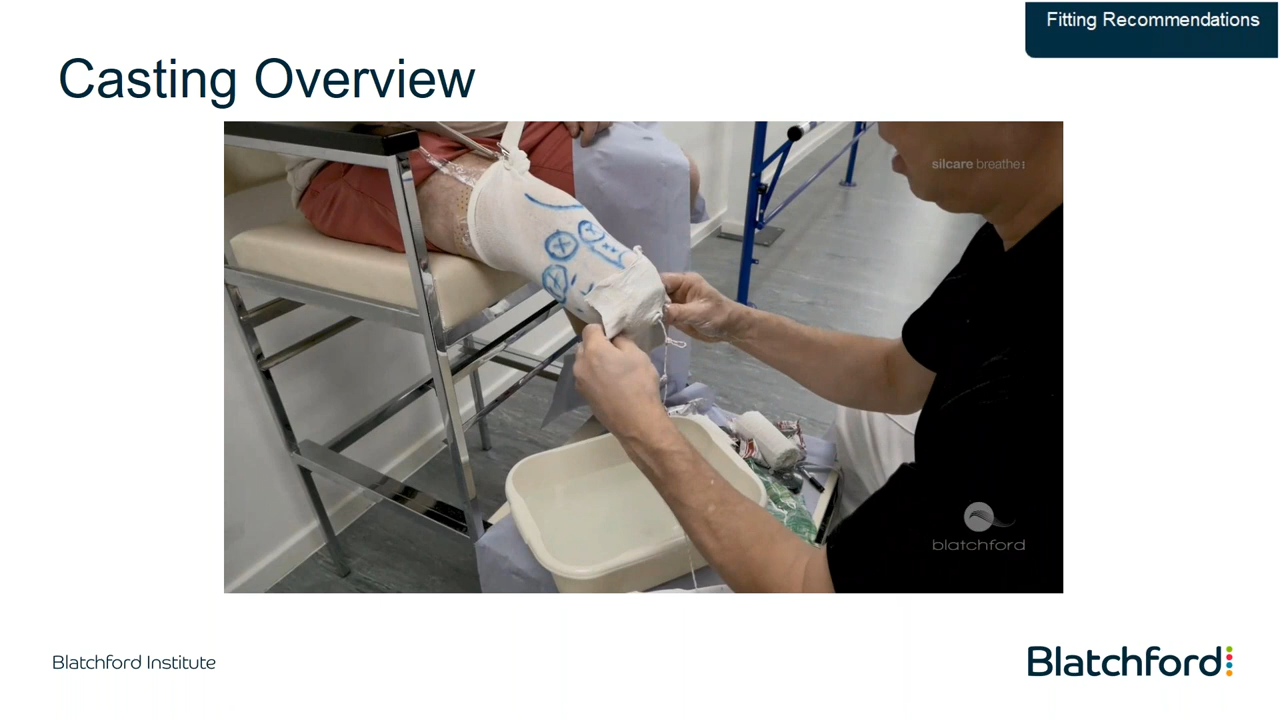 Fitting Recommendations
Casting Overview
silcare breathe
blatchford
Blatchford Institute
Blatchford